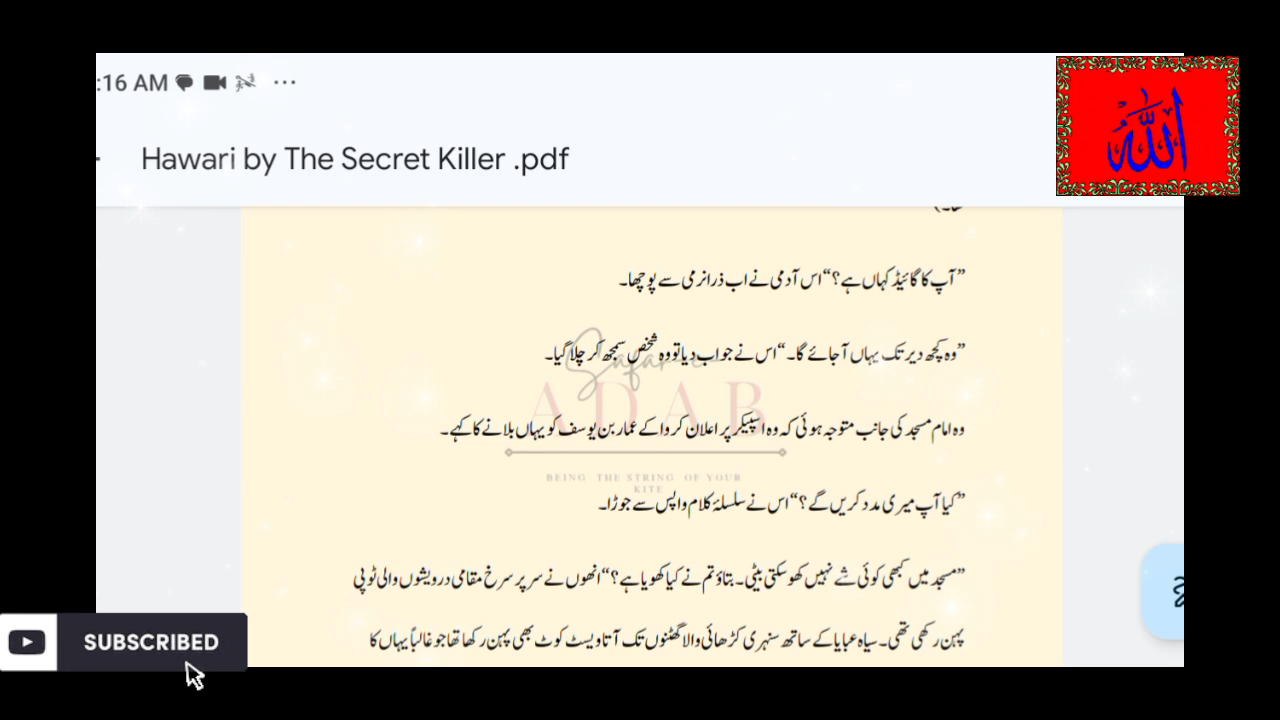 :16 AM ...
Hawari by The Secret Killer .pdf
اللہ
”آپ کا گائیڈ کہاں ہے؟“ اس آدمی نے اب ذرا نرمی سے پوچھا۔
”وہ کچھ دیر تک یہاں آ جائے گا۔“ اس نے جواب دیا تو وہ شخص سمجھ کر چلا گیا۔
Safar e
ADAB
وہ امام مسجد کی جانب متوجہ ہوئی کہ وہ اسپیکر پر اعلان کروا کے عمار بن یوسف کو یہاں بلانے کا کہے۔
BEING THE STRING OF YOUR
KITE
”کیا آپ میری مدد کریں گے؟“ اس نے سلسلۂ کلام واپس سے جوڑا۔
”مسجد میں کبھی کوئی شے نہیں کھو سکتی بیٹی۔ بتاؤ تم نے کیا کھویا ہے؟“ انھوں نے سر پر سرخ مقامی درویشوں والی ٹوپی
پہن رکھی تھی۔ سیاہ عبایا کے ساتھ سنہری کڑھائی والا گھٹنوں تک آتا ویسٹ کوٹ بھی پہن رکھا تھا جو غالباً یہاں کا
SUBSCRIBED